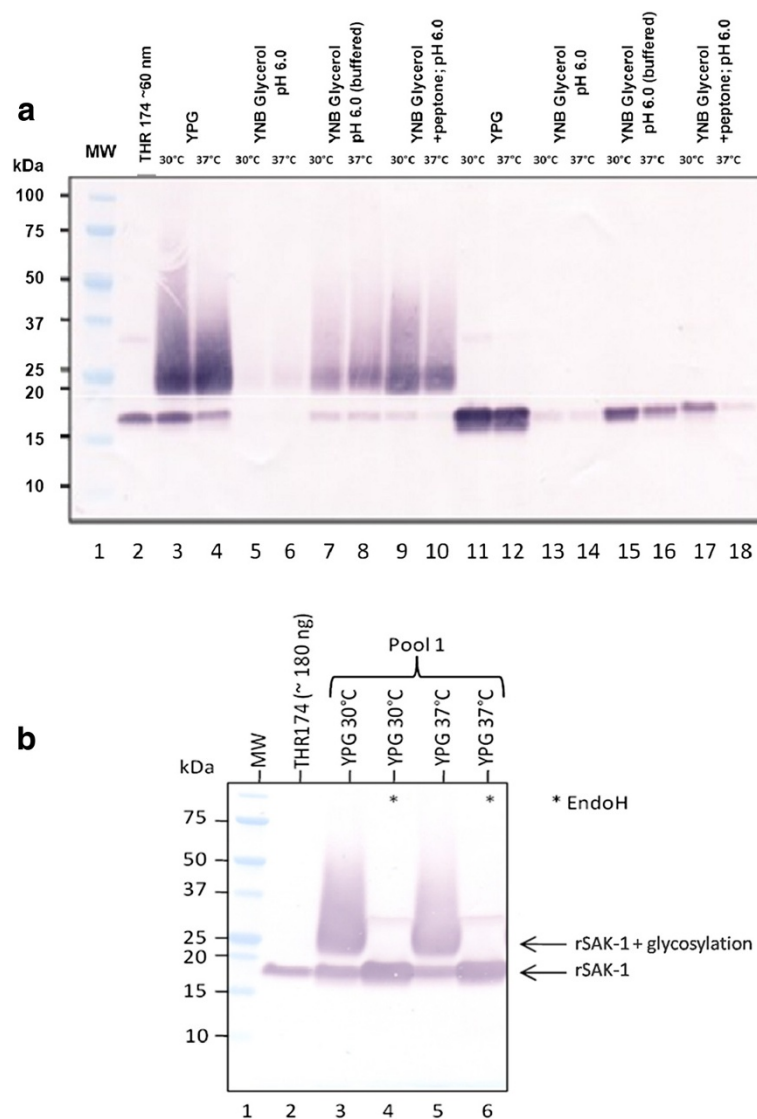 a
kDa
MW
THR 174 ~60 nm
YPG
YNB Glycerol
pH 6.0
YNB Glycerol
pH 6.0 (buffered)
YNB Glycerol
+peptone; pH 6.0
YPG
YNB Glycerol
pH 6.0
YNB Glycerol
pH 6.0 (buffered)
YNB Glycerol
+peptone; pH 6.0
30°C 37°C 30°C 37°C 30°C 37°C 30°C 37°C 30°C 37°C 30°C 37°C 30°C 37°C 30°C 37°C
100
75
50
37
25
20
15
10
1 2 3 4 5 6 7 8 9 10 11 12 13 14 15 16 17 18
b
kDa
Pool 1
MW
THR174 (~ 180 ng)
YPG 30°C
YPG 30°C
YPG 37°C
YPG 37°C
* * * EndoH
75
50
37
25
20
15
10
rSAK-1 + glycosylation
rSAK-1
1 2 3 4 5 6